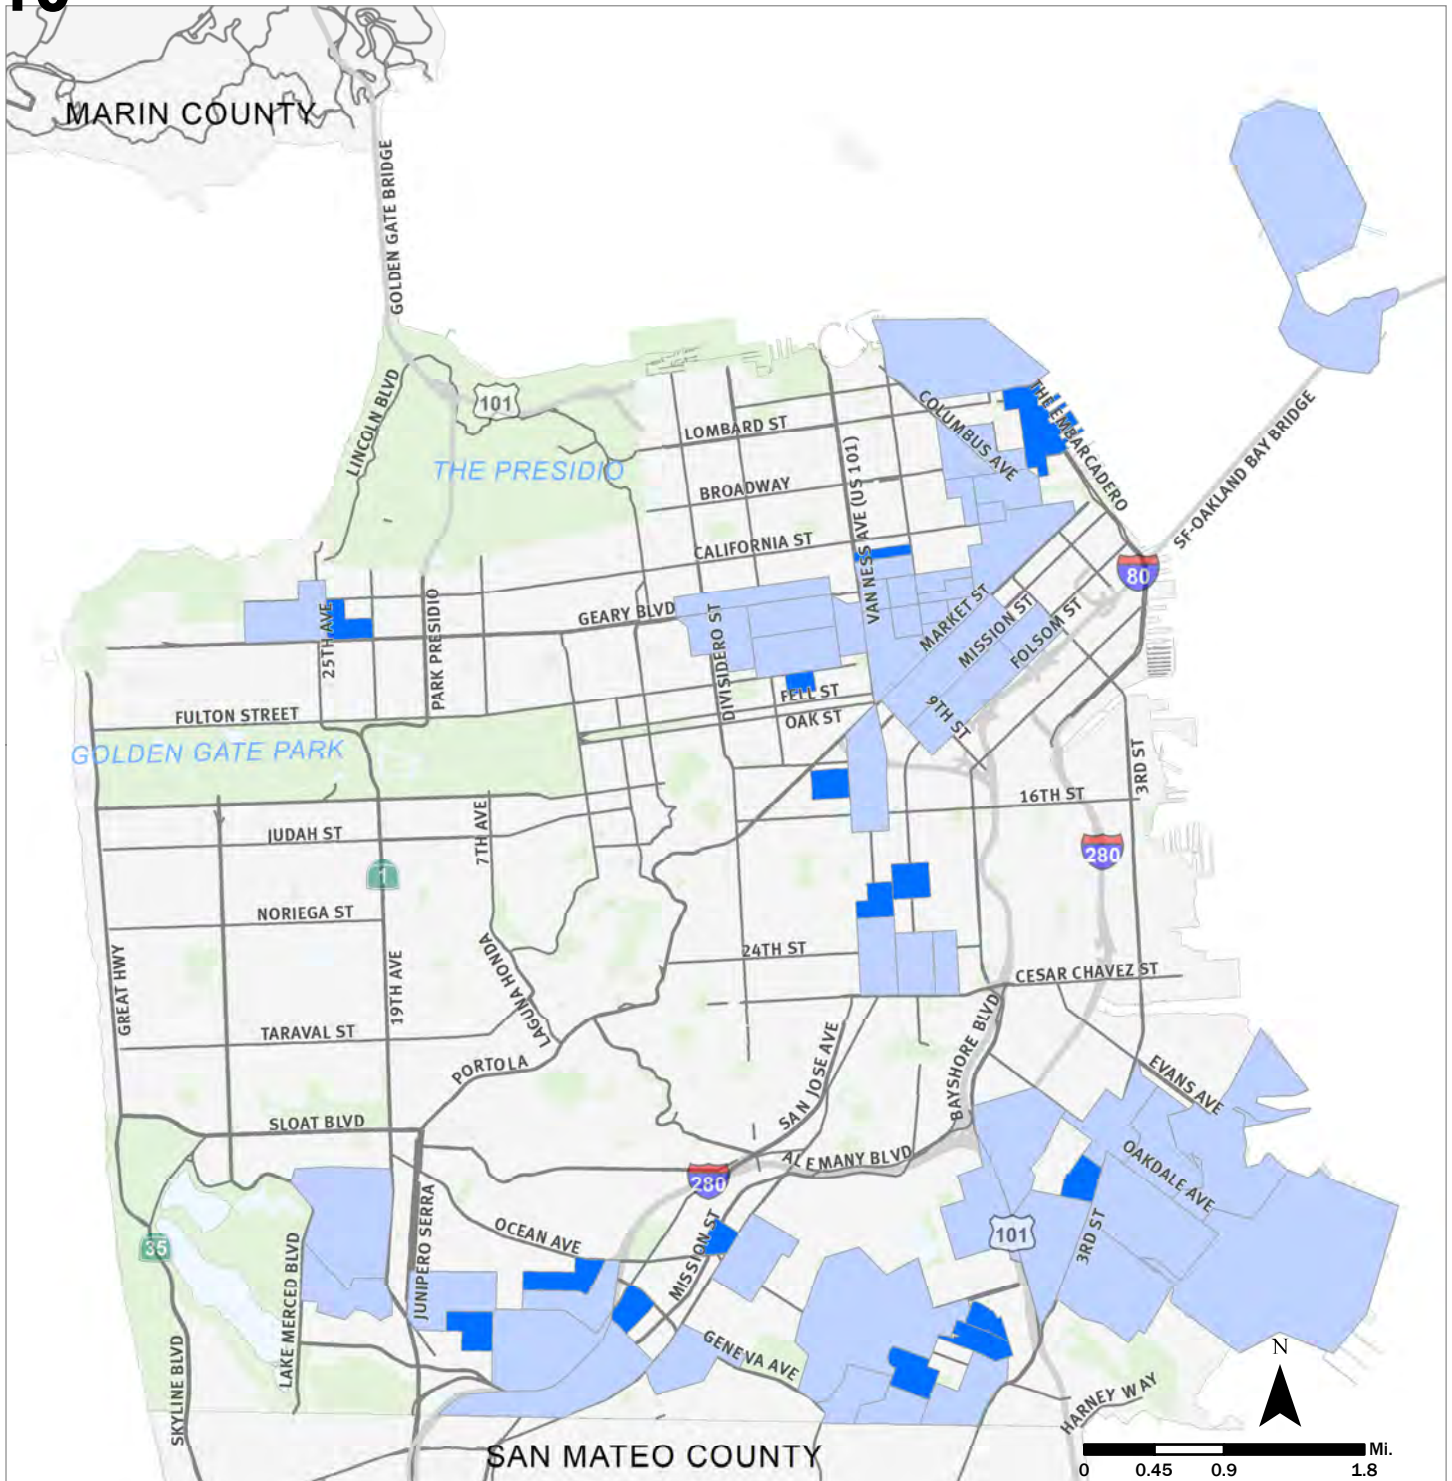 MARIN COUNTY
GOLDEN GATE BRIDGE
101
LINCOLN BLVD
THE PRESIDIO
LOMBARD ST
BROADWAY
CALIFORNIA ST
COLUMBUS AVE
THE EMBARCADERO
VAN NESS AVE (US 101)
SF-OAKLAND BAY BRIDGE
80
GEARY BLVD
25TH AVE
PARK PRESIDIO
DIVISIDERO ST
MARKET ST
MISSION ST
FOLSOM ST
FELL ST
OAK ST
9TH ST
FULTON STREET
GOLDEN GATE PARK
3RD ST
16TH ST
JUDAH ST
7TH AVE
280
1
NORIEGA ST
GREAT HWY
19TH AVE
LAGUNA HONDA
24TH ST
CESAR CHAVEZ ST
TARAVAL ST
PORTOLA
SAN JOSE AVE
BAYSHORE BLVD
EVANS AVE
SLOAT BLVD
ALEMANY BLVD
OAKDALE AVE
280
35
LAKE MERCED BLVD
JUNIPERO SERRA
OCEAN AVE
MISSION ST
101
3RD ST
SKYLINE BLVD
GENEVA AVE
HARNEY WAY
N
SAN MATEO COUNTY
Mi.
0 0.45 0.9 1.8